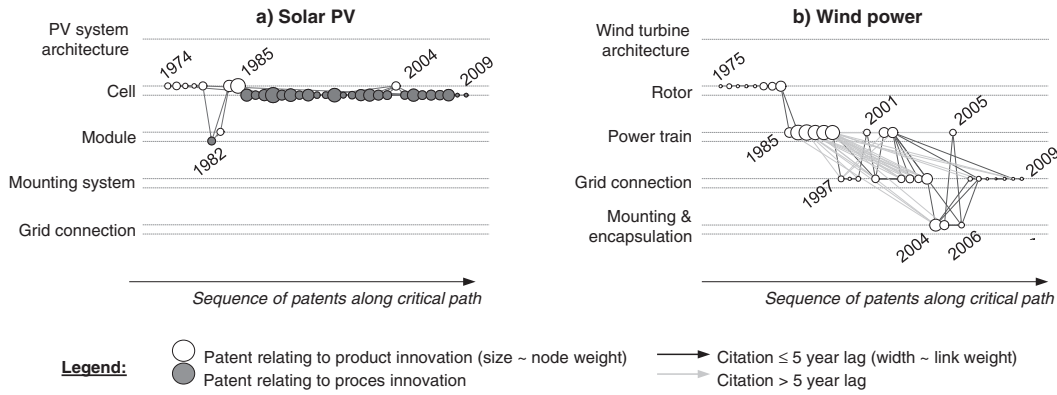 a) Solar PV
PV system
architecture
1974
1985
2004
2009
Cell
Module
1982
Mounting system
Grid connection
Sequence of patents along critical path
b) Wind power
Wind turbine
architecture
1975
Rotor
2001
2005
Power train
1985
2009
Grid connection
1997
Mounting &
encapsulation
2004
2006
Sequence of patents along critical path
Legend:
Patent relating to product innovation (size ~ node weight)
Patent relating to proces innovation
Citation ≤ 5 year lag (width ~ link weight)
Citation > 5 year lag